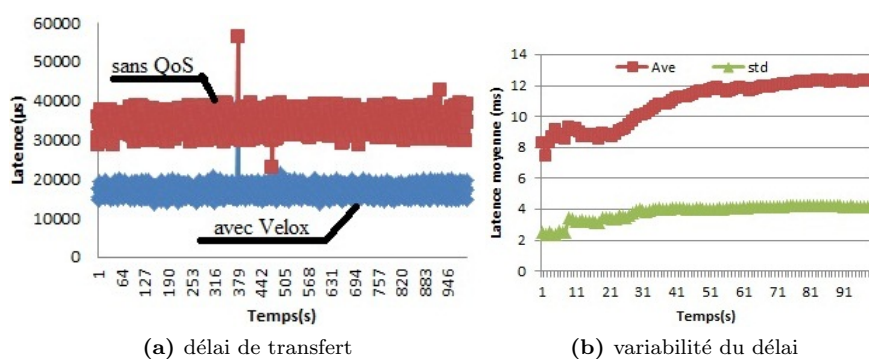 60000
50000
40000
30000
20000
10000
0
Latence(µs)
sans QoS
avec Velox
1 64 127 190 253 316 379 442 505 568 631 694 757 820 883 946
Temps(s)
(a) délai de transfert
14
12
10
8
6
4
2
0
Latence moyenne (ms)
Ave std
1 11 21 31 41 51 61 71 81 91
Temps(s)
(b) variabilité du délai